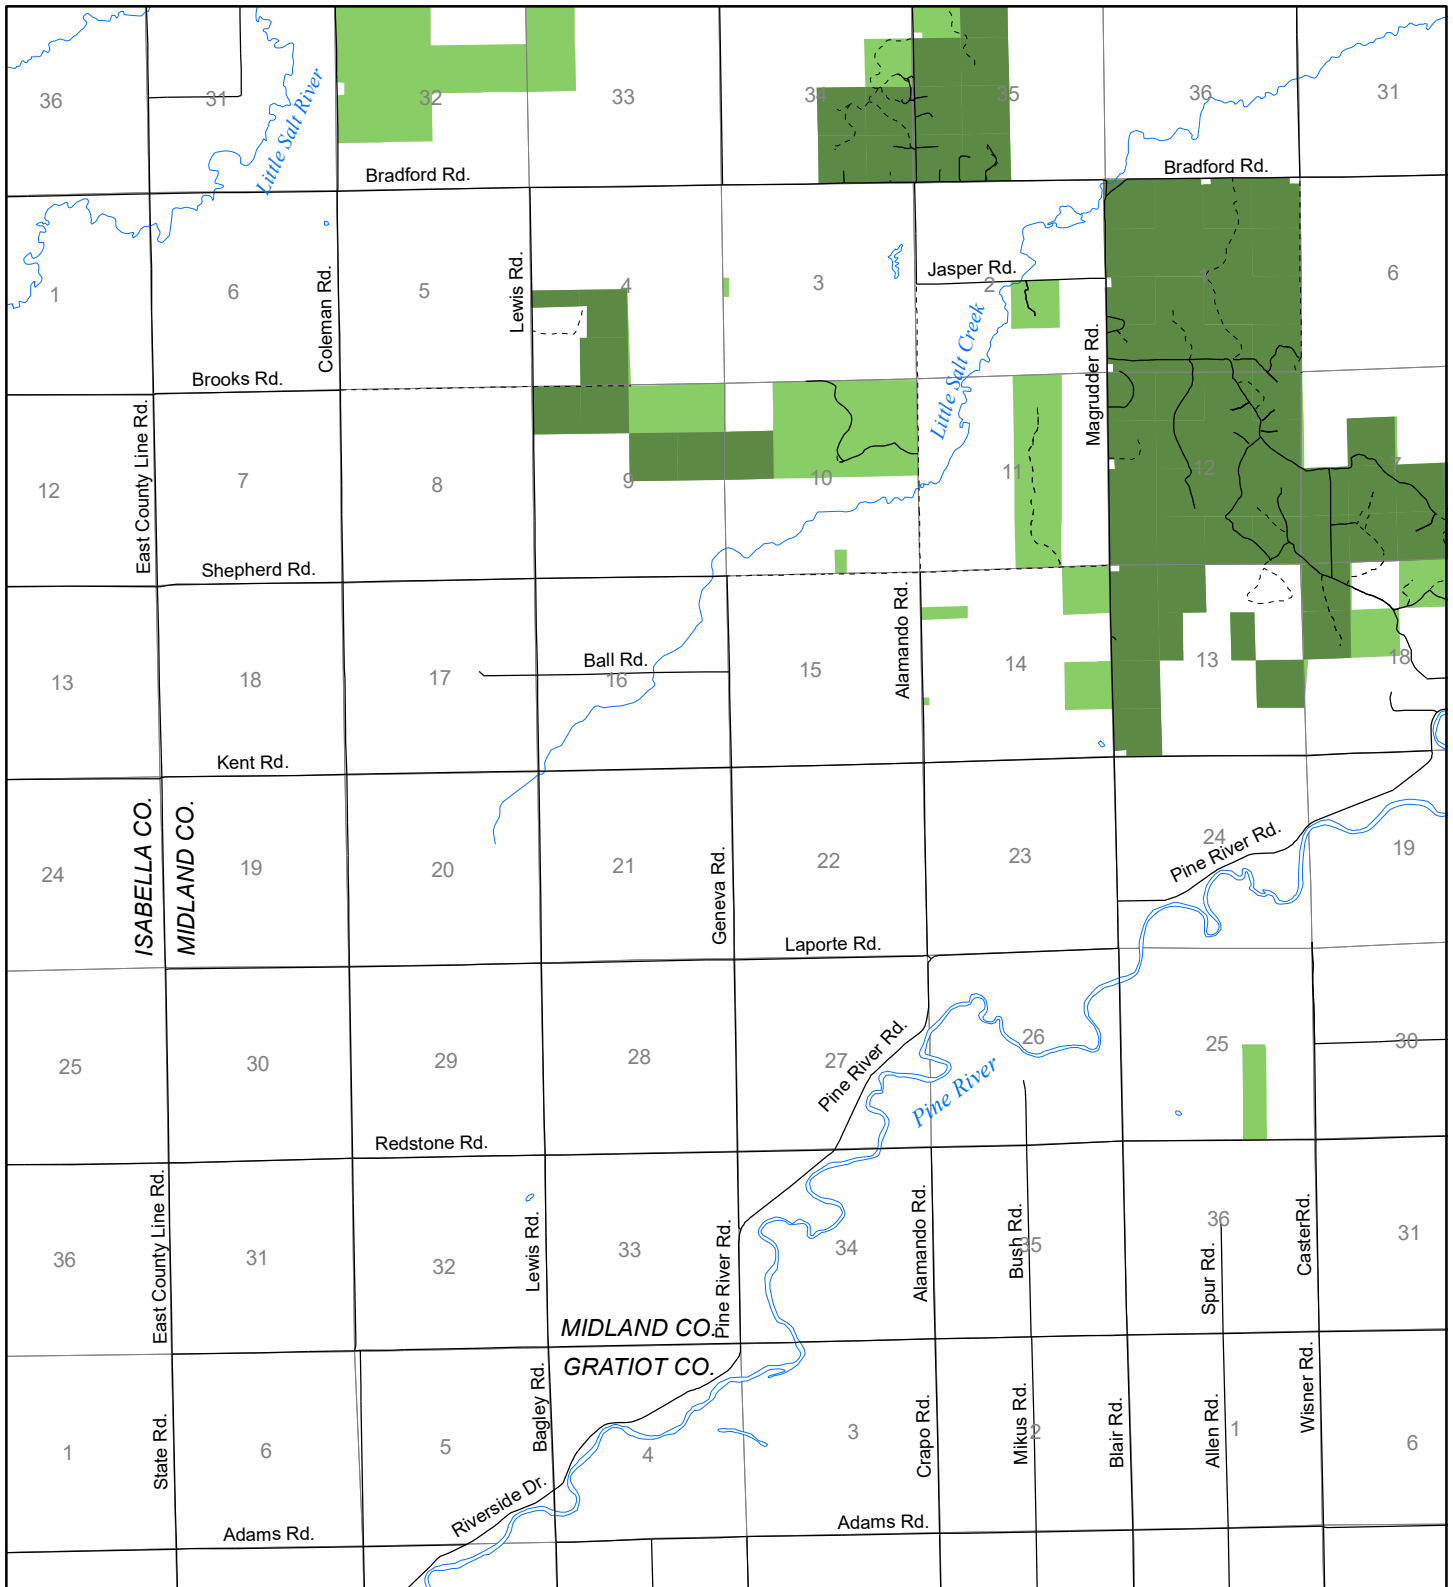 36
31
32
33
34
35
36
31
Little Salt River
Bradford Rd.
Bradford Rd.
1
6
Coleman Rd.
5
Lewis Rd.
4
3
Jasper Rd.
2
Little Salt Creek
Magrudder Rd.
1
6
Brooks Rd.
East County Line Rd.
12
7
8
9
10
11
12
7
Shepherd Rd.
Alamando Rd.
13
18
17
Ball Rd.
16
15
14
13
18
Kent Rd.
ISABELLA CO.
MIDLAND CO.
24
19
20
21
Geneva Rd.
22
23
24
Pine River Rd.
19
Laporte Rd.
25
30
29
28
27
Pine River Rd.
Pine River
26
25
30
Redstone Rd.
East County Line Rd.
36
31
32
Lewis Rd.
33
Pine River Rd.
34
Alamando Rd.
Bush Rd.
35
36
Spur Rd.
CasterRd.
31
MIDLAND CO.
GRATIOT CO.
1
State Rd.
6
5
Bagley Rd.
4
3
Crapo Rd.
Mikus Rd.
2
Blair Rd.
Allen Rd.
1
Wisner Rd.
6
Riverside Dr.
Adams Rd.
Adams Rd.